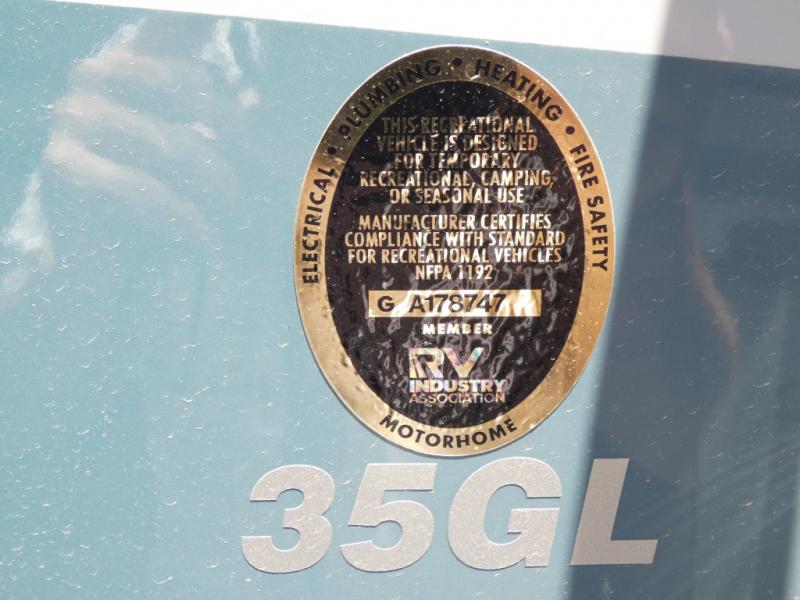 ELECTRICAL • PLUMBING • HEATING • FIRE SAFETY
THIS RECREATIONAL
VEHICLE IS DESIGNED
FOR TEMPORARY
RECREATIONAL, CAMPING,
OR SEASONAL USE
MANUFACTURER CERTIFIES
COMPLIANCE WITH STANDARD
FOR RECREATIONAL VEHICLES
NFPA 1192
G A178747
MEMBER
RV
INDUSTRY
ASSOCIATION
MOTORHOME
35GL